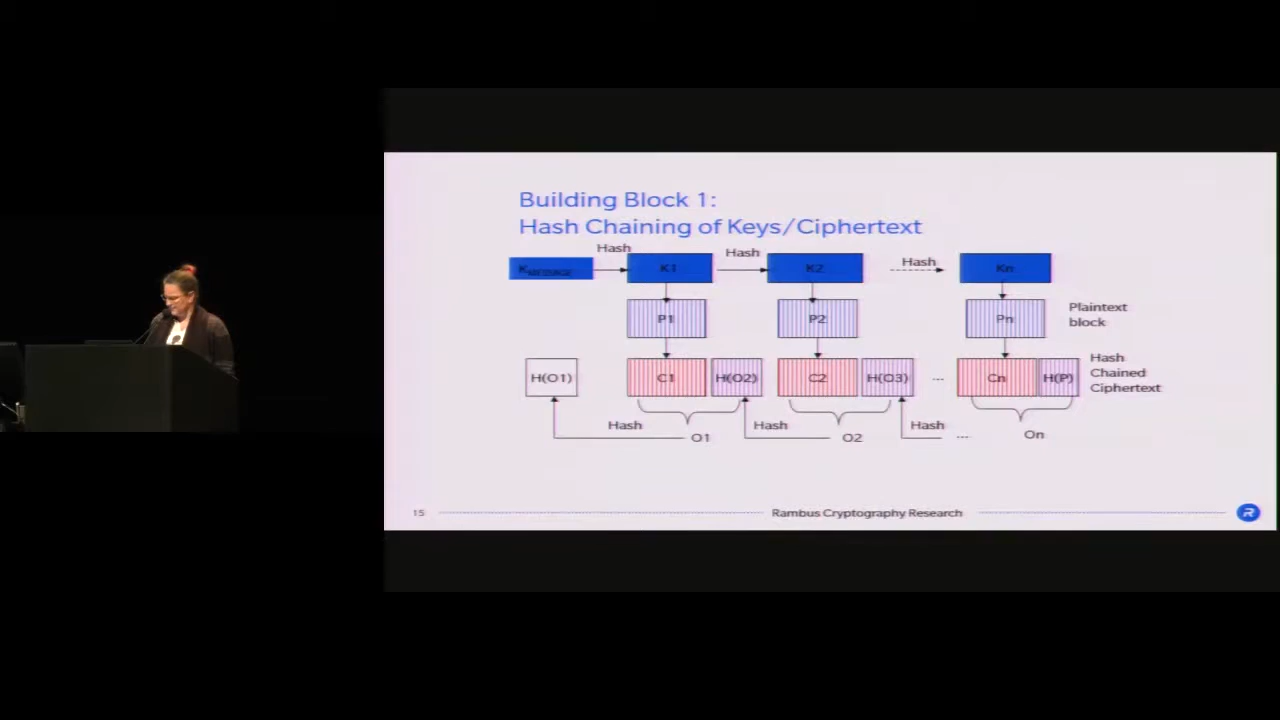 Building Block 1:
Hash Chaining of Keys/Ciphertext
Hash
Hash
Hash
KMESSAGE
K1
K2
Kn
P1
P2
Pn
Plaintext
block
H(O1)
C1
H(O2)
C2
H(O3)
...
Cn
H(P)
Hash
Chained
Ciphertext
Hash
O1
Hash
O2
Hash
...
On
15
Rambus Cryptography Research
R